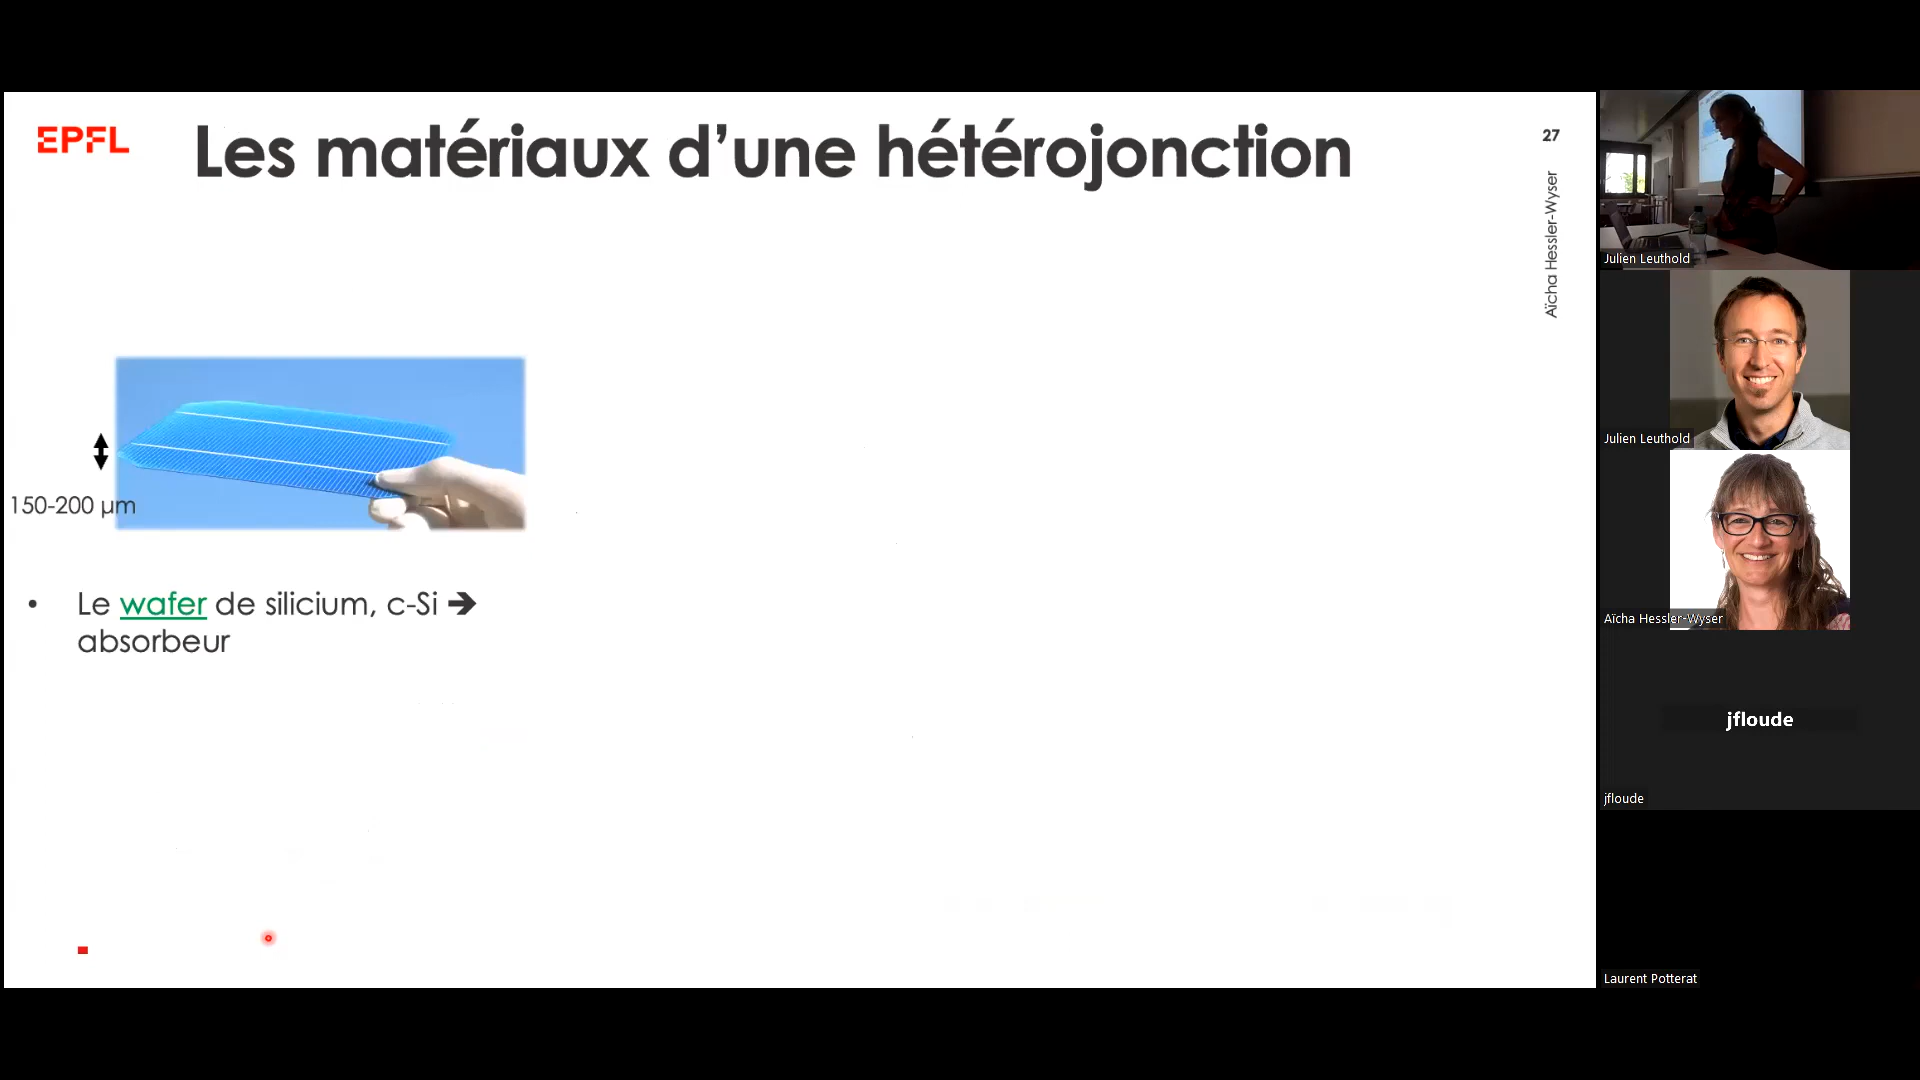 EPFL
Les matériaux d’une hétérojonction
27
Aïcha Hessler-Wyser
150-200 µm
• Le wafer de silicium, c-Si ➔
absorbeur
Julien Leuthold
Julien Leuthold
Aïcha Hessler-Wyser
jfloude
jfloude
Laurent Potterat